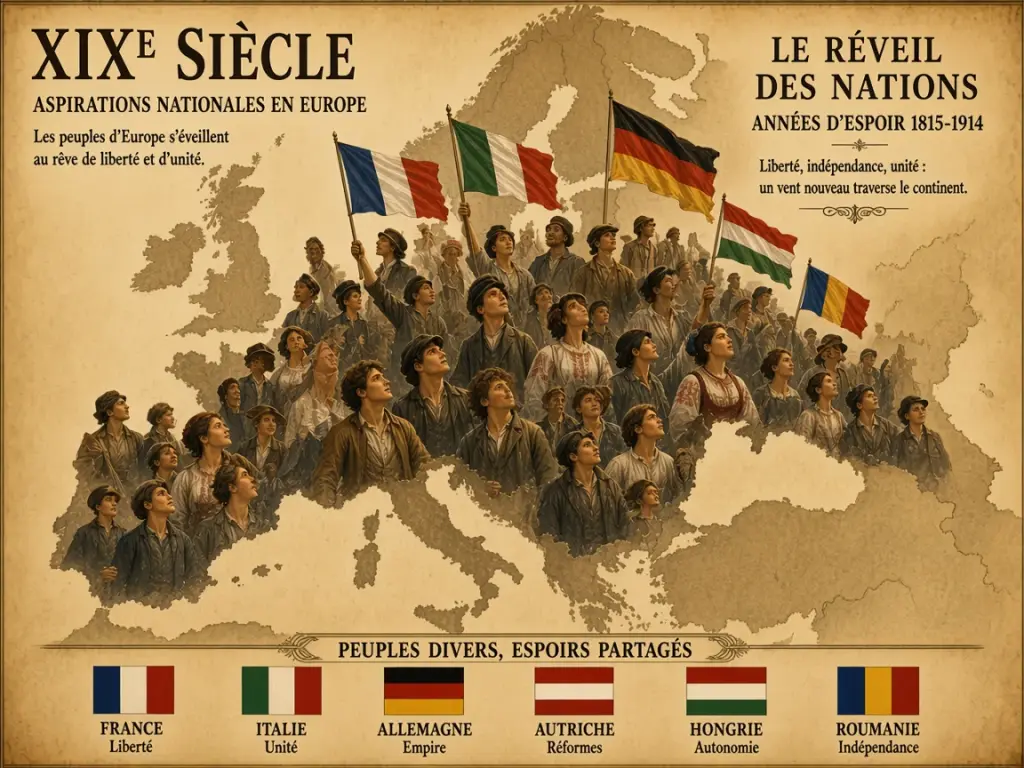 XIXE SIÈCLE
ASPIRATIONS NATIONALES EN EUROPE
Les peuples d'Europe s'éveillent
au rêve de liberté et d'unité.
LE RÉVEIL
DES NATIONS
ANNÉES D'ESPOIR 1815-1914
Liberté, indépendance, unité :
un vent nouveau traverse le continent.
PEUPLES DIVERS, ESPOIRS PARTAGÉS
FRANCE
Liberté
ITALIE
Unité
ALLEMAGNE
Empire
AUTRICHE
Réformes
HONGRIE
Autonomie
ROUMANIE
Indépendance